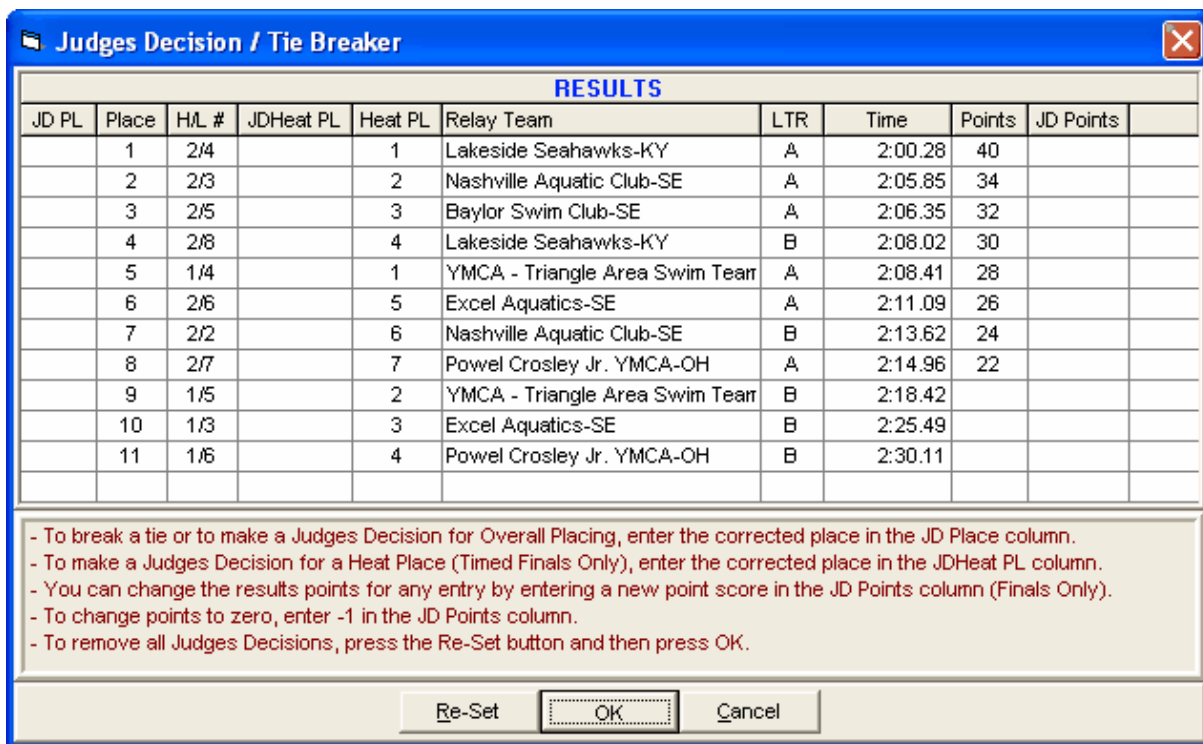 Judges Decision / Tie Breaker
RESULTS
JD PL Place H/L # JDHeat PL Heat PL Relay Team LTR Time Points JD Points
1 2/4 1 Lakeside Seahawks-KY A 2:00.28 40
2 2/3 2 Nashville Aquatic Club-SE A 2:05.85 34
3 2/5 3 Baylor Swim Club-SE A 2:06.35 32
4 2/8 4 Lakeside Seahawks-KY B 2:08.02 30
5 1/4 1 YMCA - Triangle Area Swim Team A 2:08.41 28
6 2/6 5 Excel Aquatics-SE A 2:11.09 26
7 2/2 6 Nashville Aquatic Club-SE B 2:13.62 24
8 2/7 7 Powel Crosley Jr. YMCA-OH A 2:14.96 22
9 1/5 2 YMCA - Triangle Area Swim Team B 2:18.42
10 1/3 3 Excel Aquatics-SE B 2:25.49
11 1/6 4 Powel Crosley Jr. YMCA-OH B 2:30.11
- To break a tie or to make a Judges Decision for Overall Placing, enter the corrected place in the JD Place column.
- To make a Judges Decision for a Heat Place (Timed Finals Only), enter the corrected place in the JDHeat PL column.
- You can change the results points for any entry by entering a new point score in the JD Points column (Finals Only).
- To change points to zero, enter -1 in the JD Points column.
- To remove all Judges Decisions, press the Re-Set button and then press OK.
Re-Set OK Cancel